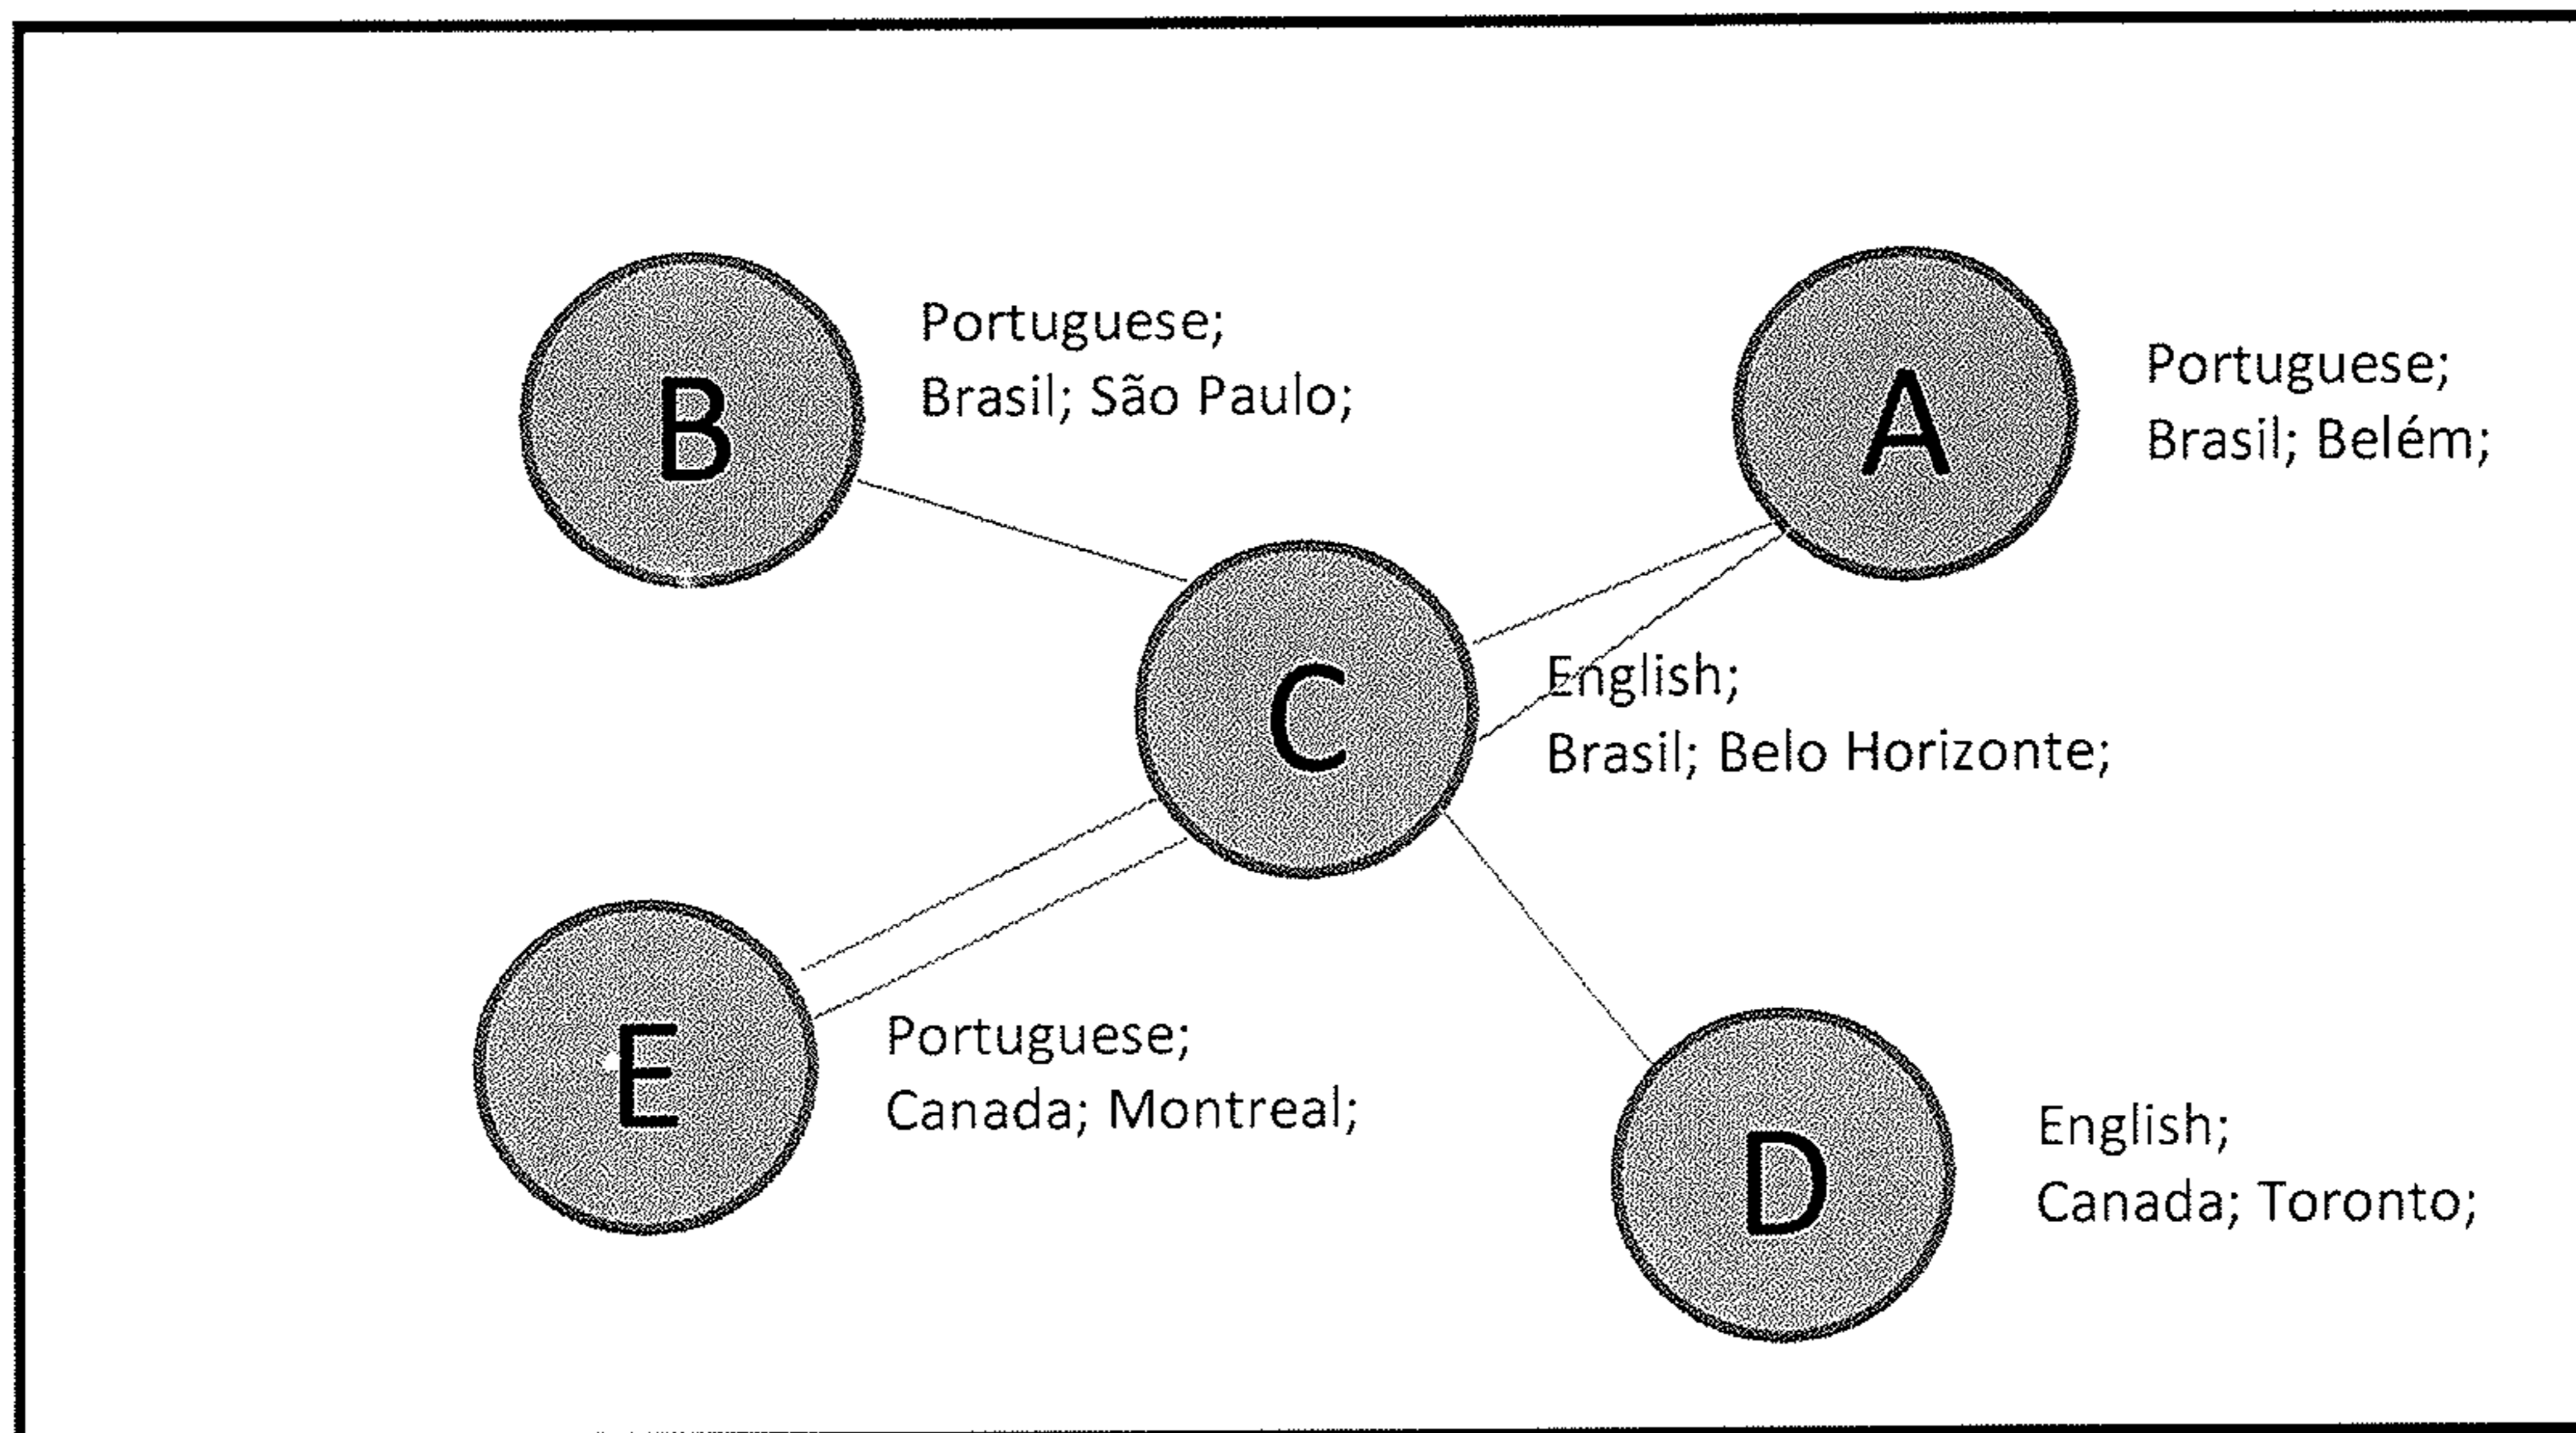 B
Portuguese;
Brasil; São Paulo;
A
Portuguese;
Brasil; Belém;
C
English;
Brasil; Belo Horizonte;
E
Portuguese;
Canada; Montreal;
D
English;
Canada; Toronto;